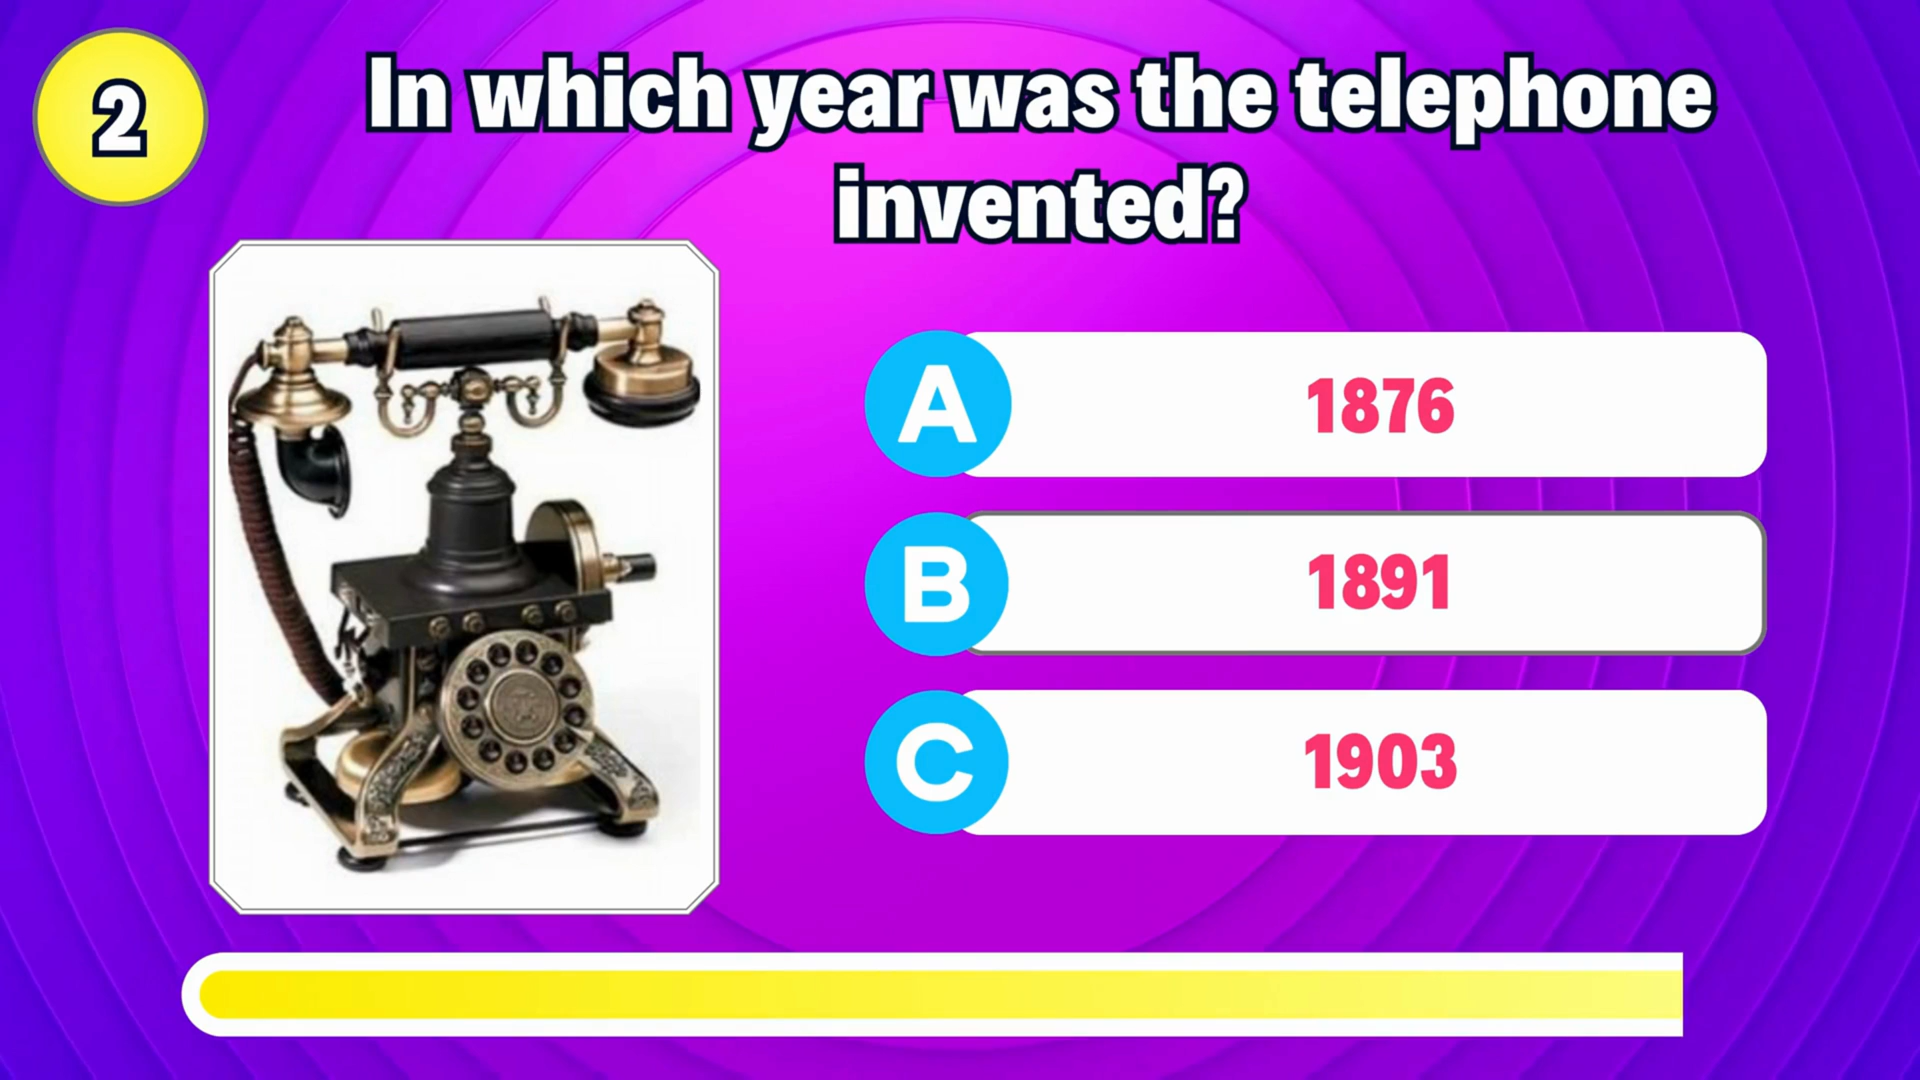 2
In which year was the telephone
invented?
A
1876
B
1891
C
1903